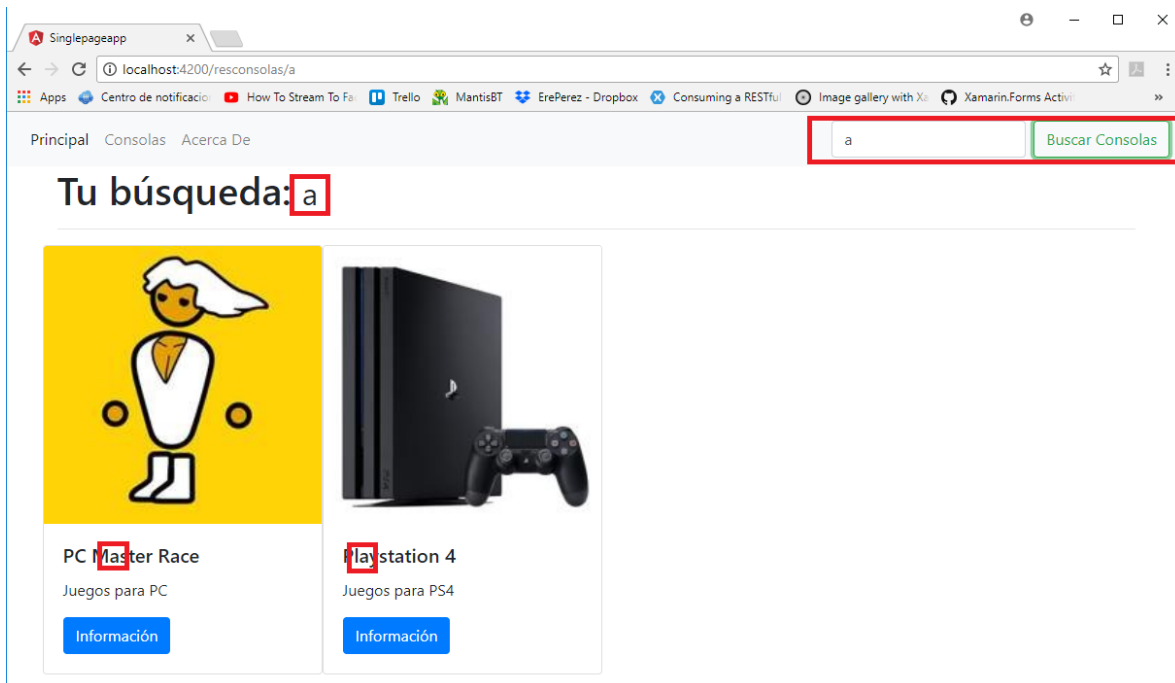 Singlepageapp
localhost:4200/resconsolas/a
Apps Centro de notificacio How To Stream To Fa Trello MantisBT ErePerez - Dropbox Consuming a RESTful Image gallery with Xa Xamarin.Forms Activi »
Principal Consolas Acerca De a Buscar Consolas
Tu búsqueda: a
PC Master Race Playstation 4
Juegos para PC Juegos para PS4
Información Información